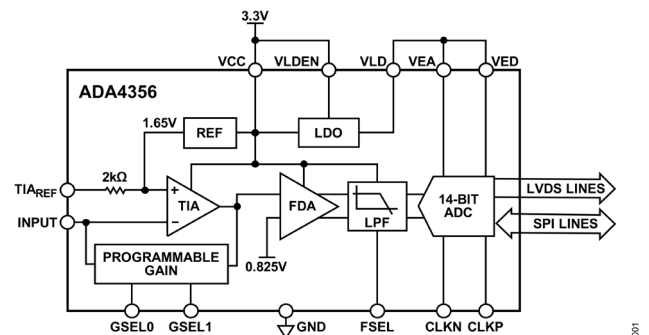 3.3V
VCC VLDEN VLD VEA VED
ADA4356
1.65V
REF
LDO
TIAREF
2kΩ
+
TIA
−
INPUT
FDA
LPF
14-BIT
ADC
LVDS LINES
SPI LINES
PROGRAMMABLE
GAIN
0.825V
GSEL0 GSEL1 GND FSEL CLKN CLKP
001